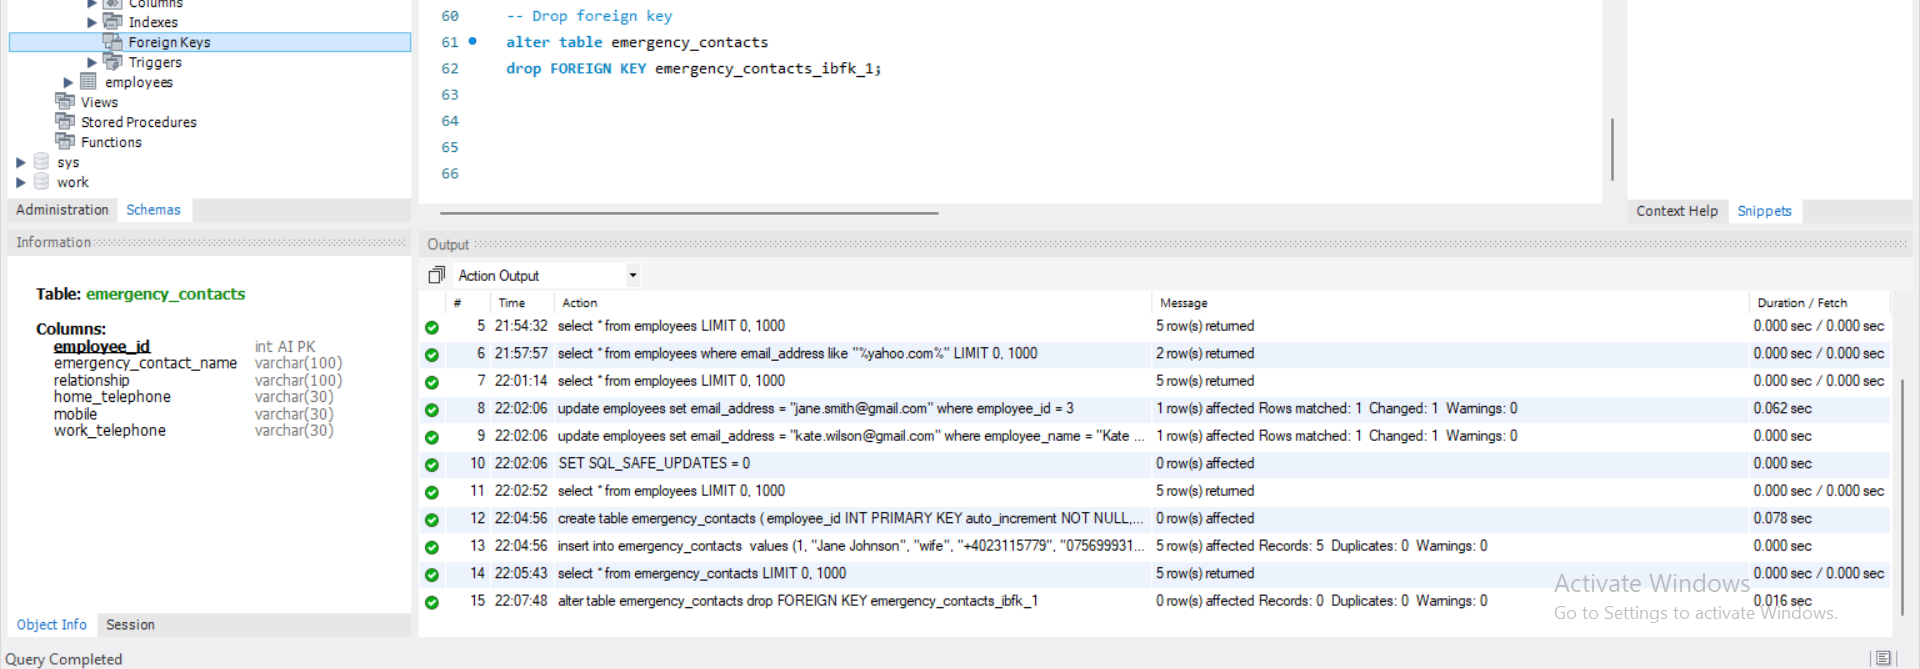 Columns
Indexes
Foreign Keys
Triggers
employees
Views
Stored Procedures
Functions
sys
work
Administration Schemas
60 -- Drop foreign key
61 alter table emergency_contacts
62 drop FOREIGN KEY emergency_contacts_ibfk_1;
63
64
65
66
Context Help Snippets
Information
Table: emergency_contacts
Columns:
employee_id int AI PK
emergency_contact_name varchar(100)
relationship varchar(100)
home_telephone varchar(30)
mobile varchar(30)
work_telephone varchar(30)
Object Info Session
Output
Action Output
# Time Action Message Duration / Fetch
5 21:54:32 select * from employees LIMIT 0, 1000 5 row(s) returned 0.000 sec / 0.000 sec
6 21:57:57 select * from employees where email_address like "%yahoo.com%" LIMIT 0, 1000 2 row(s) returned 0.000 sec / 0.000 sec
7 22:01:14 select * from employees LIMIT 0, 1000 5 row(s) returned 0.000 sec / 0.000 sec
8 22:02:06 update employees set email_address = "jane.smith@gmail.com" where employee_id = 3 1 row(s) affected Rows matched: 1 Changed: 1 Warnings: 0 0.062 sec
9 22:02:06 update employees set email_address = "kate.wilson@gmail.com" where employee_name = "Kate ... 1 row(s) affected Rows matched: 1 Changed: 1 Warnings: 0 0.000 sec
10 22:02:06 SET SQL_SAFE_UPDATES = 0 0 row(s) affected 0.000 sec
11 22:02:52 select * from employees LIMIT 0, 1000 5 row(s) returned 0.000 sec / 0.000 sec
12 22:04:56 create table emergency_contacts ( employee_id INT PRIMARY KEY auto_increment NOT NULL,... 0 row(s) affected 0.078 sec
13 22:04:56 insert into emergency_contacts values (1, "Jane Johnson", "wife", "+4023115779", "075699931... 5 row(s) affected Records: 5 Duplicates: 0 Warnings: 0 0.000 sec
14 22:05:43 select * from emergency_contacts LIMIT 0, 1000 5 row(s) returned 0.000 sec / 0.000 sec
15 22:07:48 alter table emergency_contacts drop FOREIGN KEY emergency_contacts_ibfk_1 0 row(s) affected Records: 0 Duplicates: 0 Warnings: 0 0.016 sec
Activate Windows
Go to Settings to activate Windows.
Query Completed